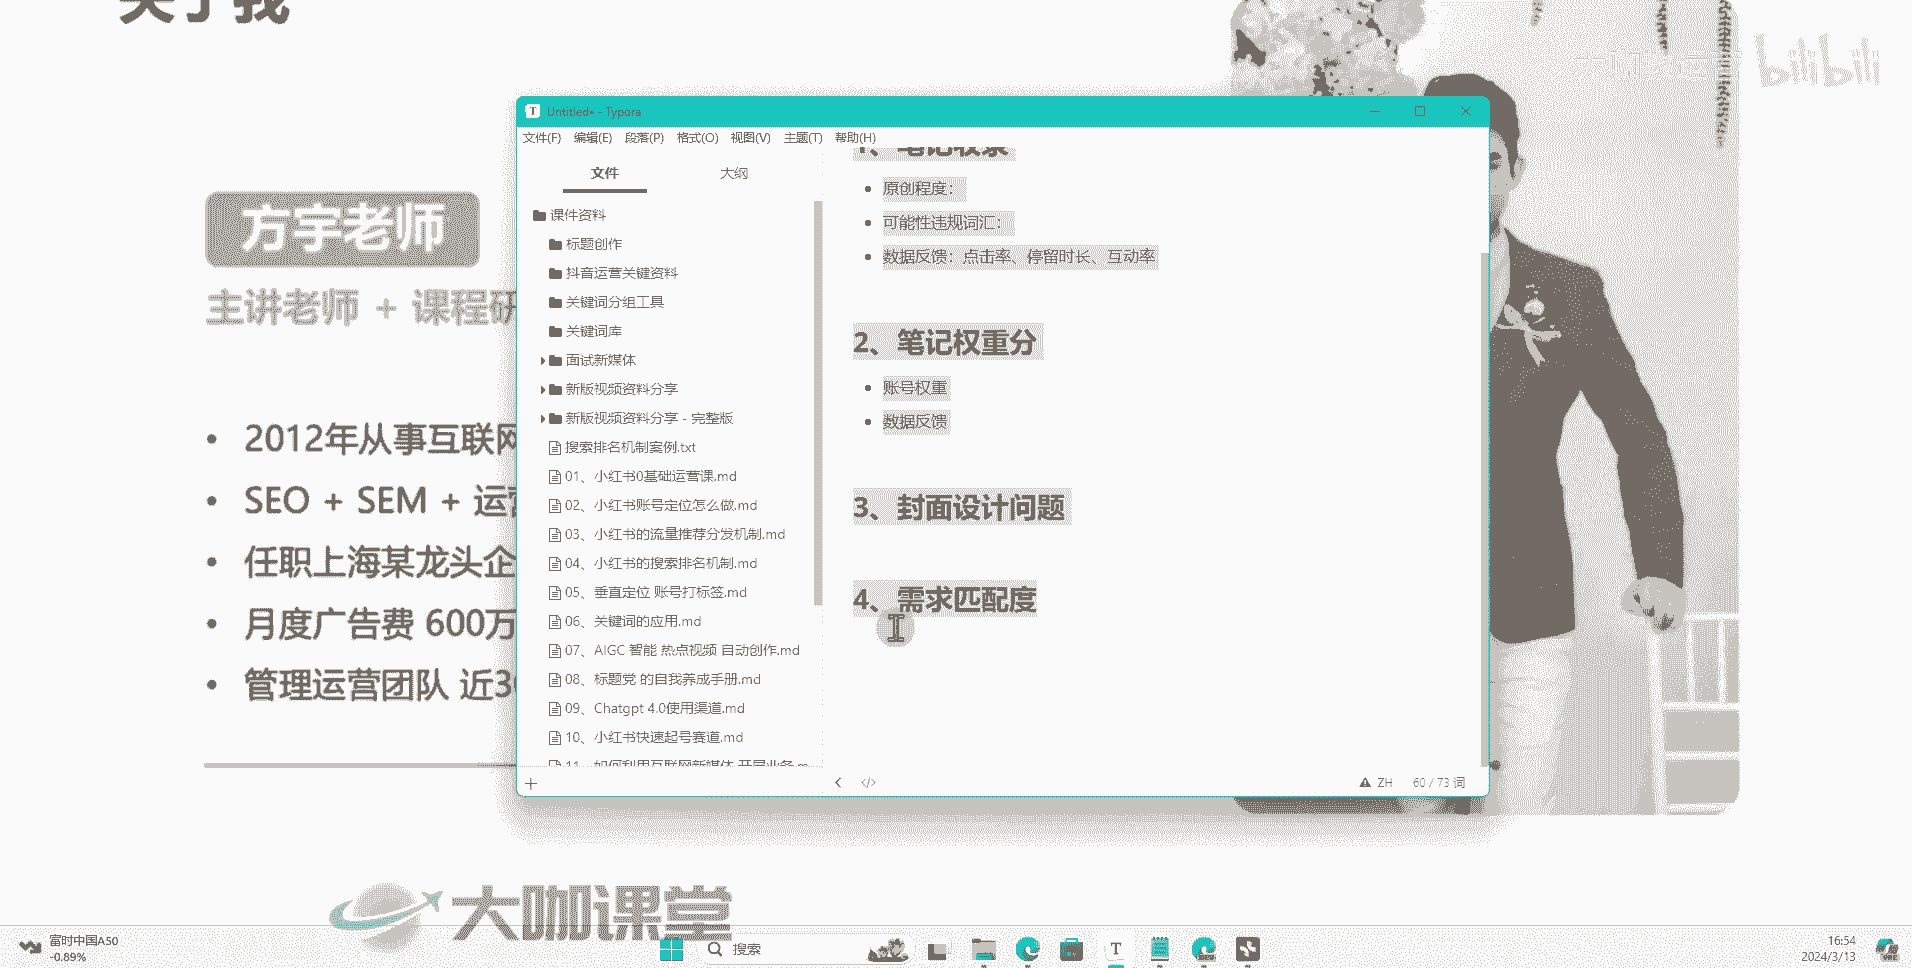 关于我
bilibili
Untitled• - Typora
文件(F) 编辑(E) 段落(P) 格式(O) 视图(V) 主题(T) 帮助(H)
文件 大纲
课件资料
标题创作
抖音运营关键资料
关键词分组工具
关键词库
面试新媒体
新版视频资料分享
新版视频资料分享 - 完整版
搜索排名机制案例.txt
01、小红书0基础运营课.md
02、小红书账号定位怎么做.md
03、小红书的流量推荐分发机制.md
04、小红书的搜索排名机制.md
05、垂直定位 账号打标签.md
06、关键词的应用.md
07、AIGC 智能 热点视频 自动创作.md
08、标题党 的自我养成手册.md
09、Chatgpt 4.0使用渠道.md
10、小红书快速起号赛道.md
11、如何利用互联网新媒体 开展业务.m
1、笔记收录
原创程度：
可能性违规词汇：
数据反馈：点击率、停留时长、互动率
2、笔记权重分
账号权重
数据反馈
3、封面设计问题
4、需求匹配度
ZH 60 / 73 词
方宇老师
主讲老师 + 课程研
2012年从事互联网
SEO + SEM + 运营
任职上海某龙头企
月度广告费 600万
管理运营团队 近30
大咖课堂
富时中国A50
-0.89%
搜索
16:54
2024/3/13